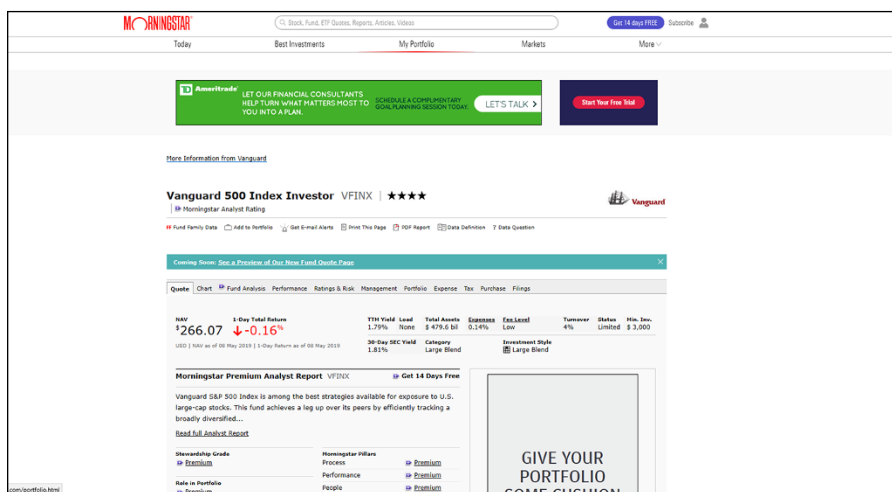 MORNINGSTAR
Stock, Fund, ETF Quotes, Reports, Articles, Videos
Get 14 days FREE Subscribe
Today Best Investments My Portfolio Markets More
TD Ameritrade
LET OUR FINANCIAL CONSULTANTS
HELP TURN WHAT MATTERS MOST TO
YOU INTO A PLAN.
SCHEDULE A COMPLIMENTARY
GOAL PLANNING SESSION TODAY.
LET'S TALK >
Start Your Free Trial
More Information from Vanguard
Vanguard 500 Index Investor VFINX | ★★★★
Vanguard
Morningstar Analyst Rating
Fund Family Data Add to Portfolio Get E-mail Alerts Print This Page PDF Report Data Definition ? Data Question
Coming Soon: See a Preview of Our New Fund Quote Page
Quote Chart Fund Analysis Performance Ratings & Risk Management Portfolio Expense Tax Purchase Filings
NAV 1-Day Total Return TTM Yield Load Total Assets Expenses Fee Level Turnover Status Min. Inv.
$266.07 -0.16% 1.79% None $ 479.6 bil 0.14% Low 4% Limited $ 3,000
30-Day SEC Yield Category Investment Style
USD | NAV as of 08 May 2019 | 1-Day Return as of 08 May 2019
1.81% Large Blend Large Blend
Morningstar Premium Analyst Report VFINX Get 14 Days Free
Vanguard S&P 500 Index is among the best strategies available for exposure to U.S.
large-cap stocks. This fund achieves a leg up over its peers by efficiently tracking a
broadly diversified...
Read full Analyst Report
Stewardship Grade Morningstar Pillars
Premium Process Premium
Performance Premium
Role in Portfolio People Premium
Premium
GIVE YOUR
PORTFOLIO
SOME CUSHION
com/portfolio.html